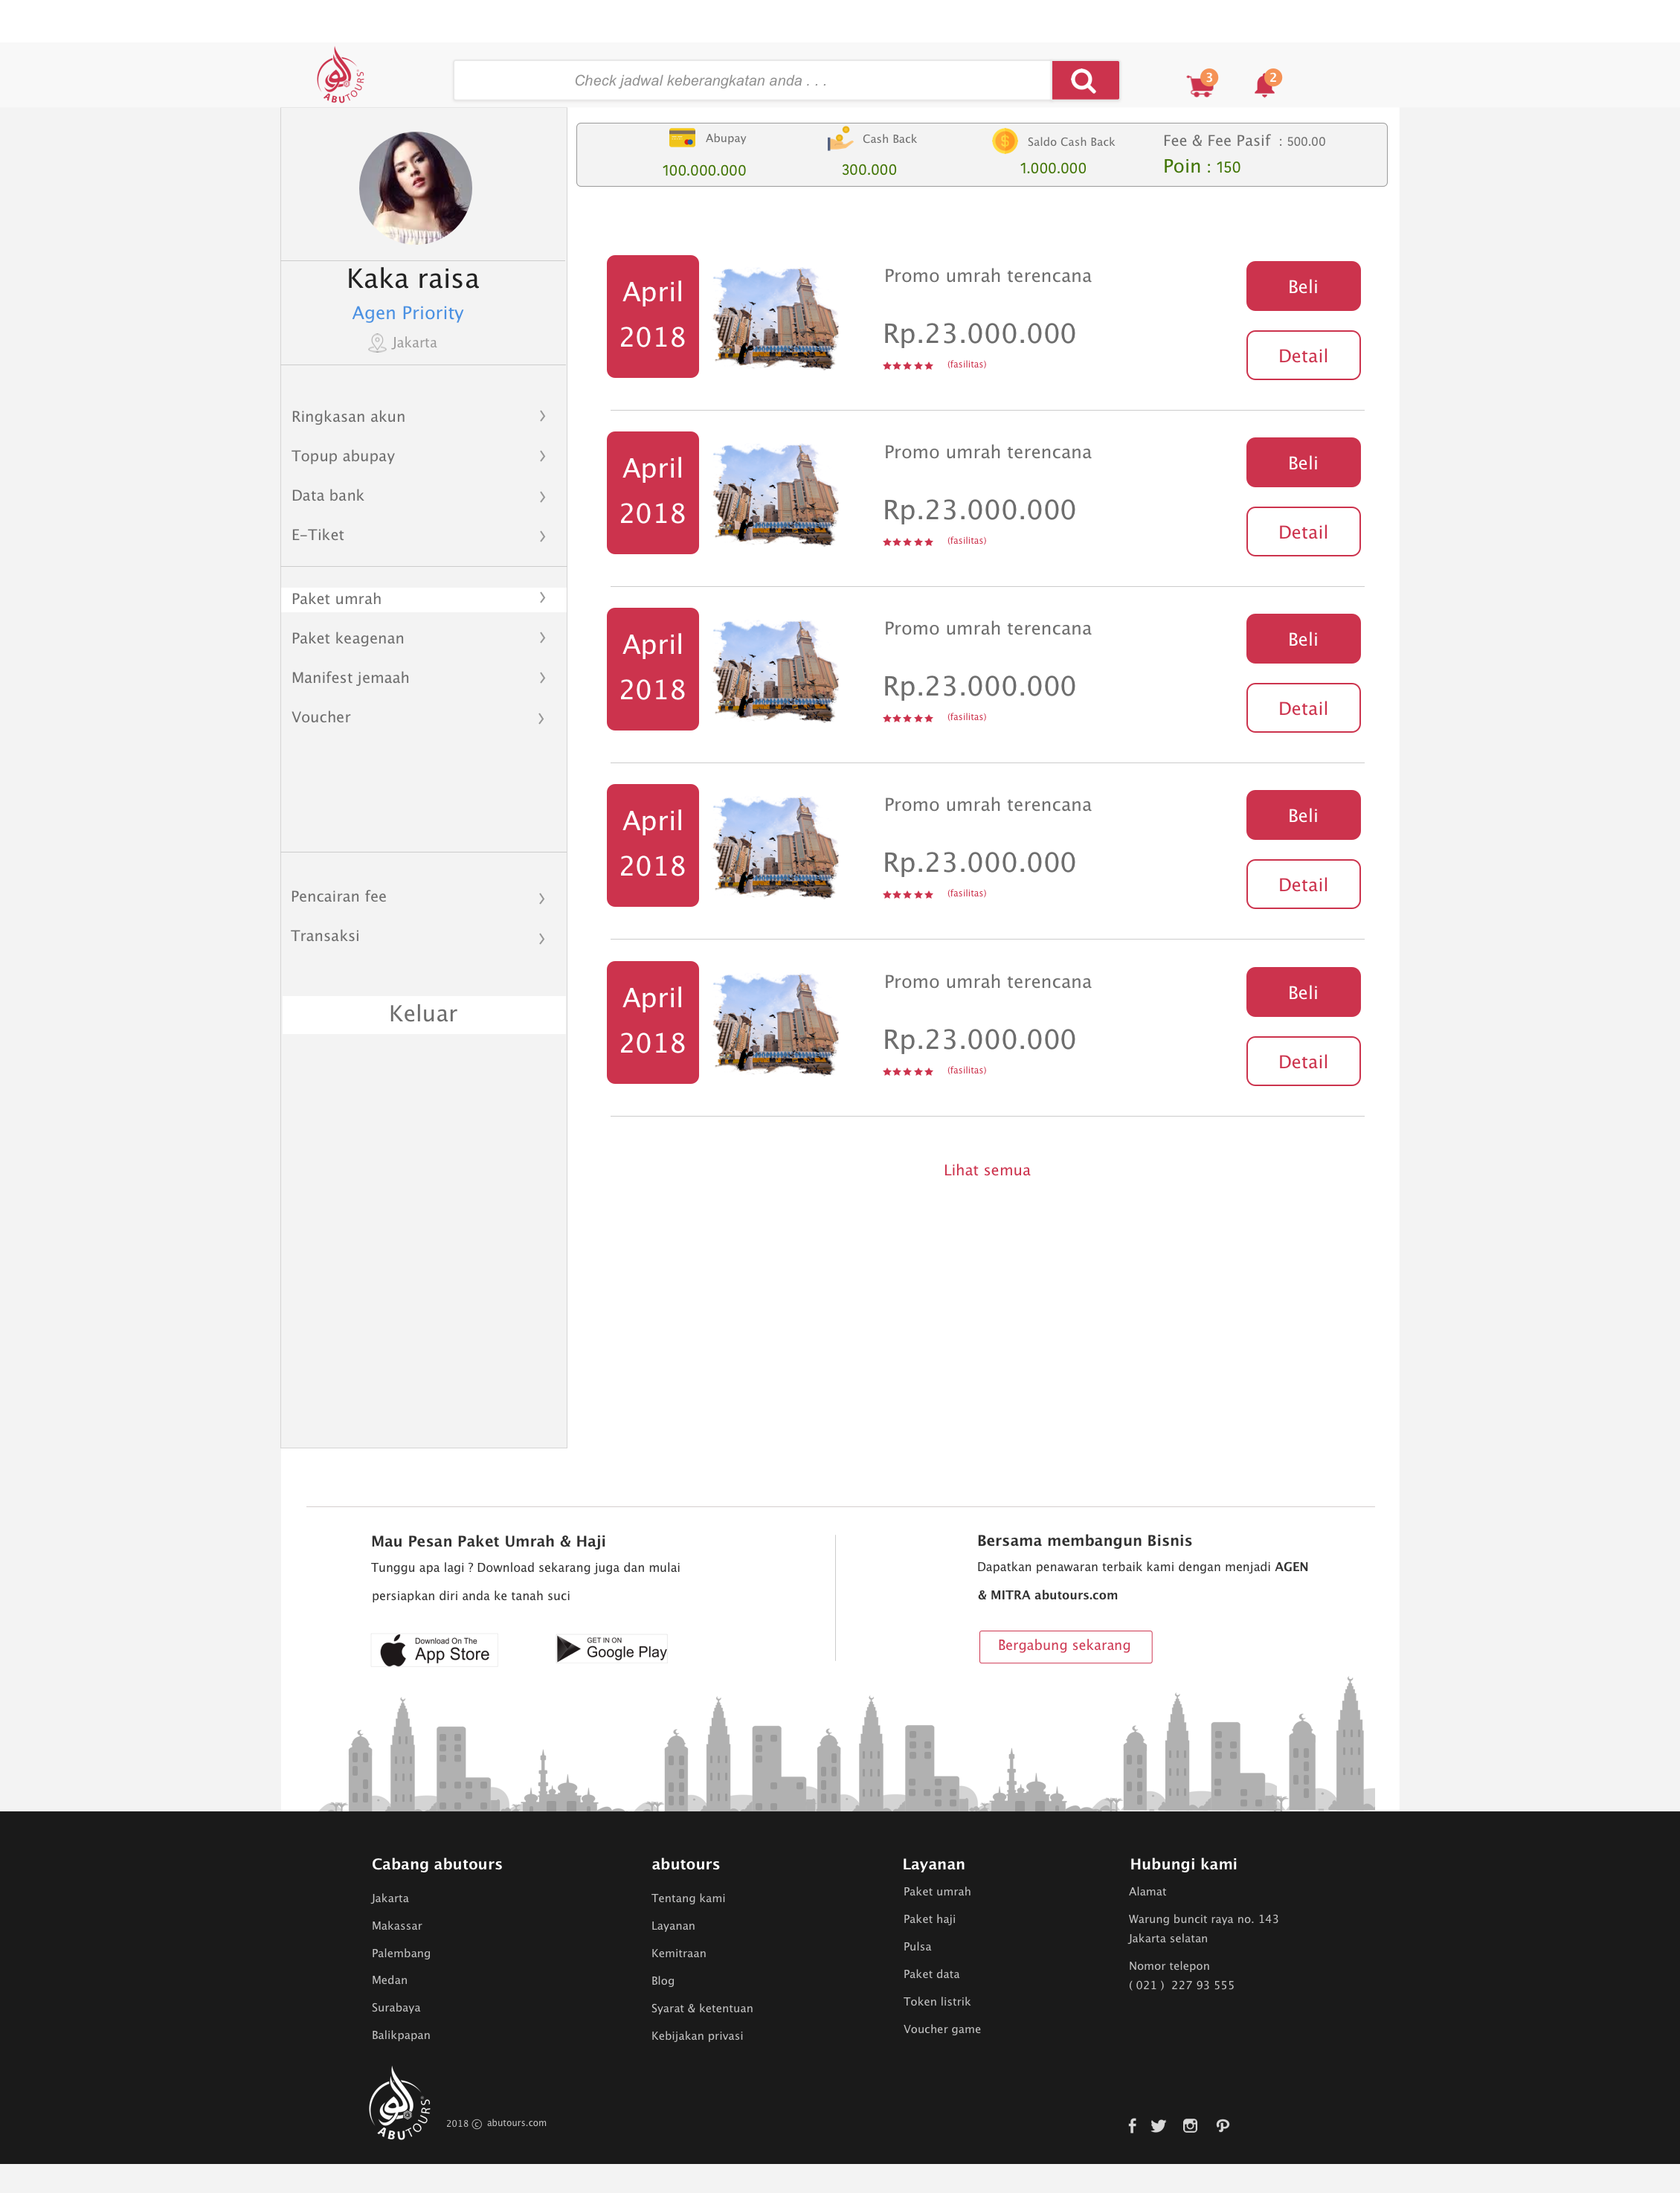 ABUTOURS
Check jadwal keberangkatan anda . . .
3
2
Abupay
100.000.000
Cash Back
300.000
Saldo Cash Back
1.000.000
Fee & Fee Pasif : 500.00
Poin : 150
Kaka raisa
Agen Priority
Jakarta
Ringkasan akun
Topup abupay
Data bank
E-Tiket
Paket umrah
Paket keagenan
Manifest jemaah
Voucher
Pencairan fee
Transaksi
Keluar
April
2018
Promo umrah terencana
Rp.23.000.000
(fasilitas)
Beli
Detail
April
2018
Promo umrah terencana
Rp.23.000.000
(fasilitas)
Beli
Detail
April
2018
Promo umrah terencana
Rp.23.000.000
(fasilitas)
Beli
Detail
April
2018
Promo umrah terencana
Rp.23.000.000
(fasilitas)
Beli
Detail
April
2018
Promo umrah terencana
Rp.23.000.000
(fasilitas)
Beli
Detail
Lihat semua
Mau Pesan Paket Umrah & Haji
Tunggu apa lagi ? Download sekarang juga dan mulai
persiapkan diri anda ke tanah suci
Download On The
App Store
GET IN ON
Google Play
Bersama membangun Bisnis
Dapatkan penawaran terbaik kami dengan menjadi AGEN
& MITRA abutours.com
Bergabung sekarang
Cabang abutours
Jakarta
Makassar
Palembang
Medan
Surabaya
Balikpapan
abutours
Tentang kami
Layanan
Kemitraan
Blog
Syarat & ketentuan
Kebijakan privasi
Layanan
Paket umrah
Paket haji
Pulsa
Paket data
Token listrik
Voucher game
Hubungi kami
Alamat
Warung buncit raya no. 143
Jakarta selatan
Nomor telepon
( 021 ) 227 93 555
ABUTOURS
2018 © abutours.com